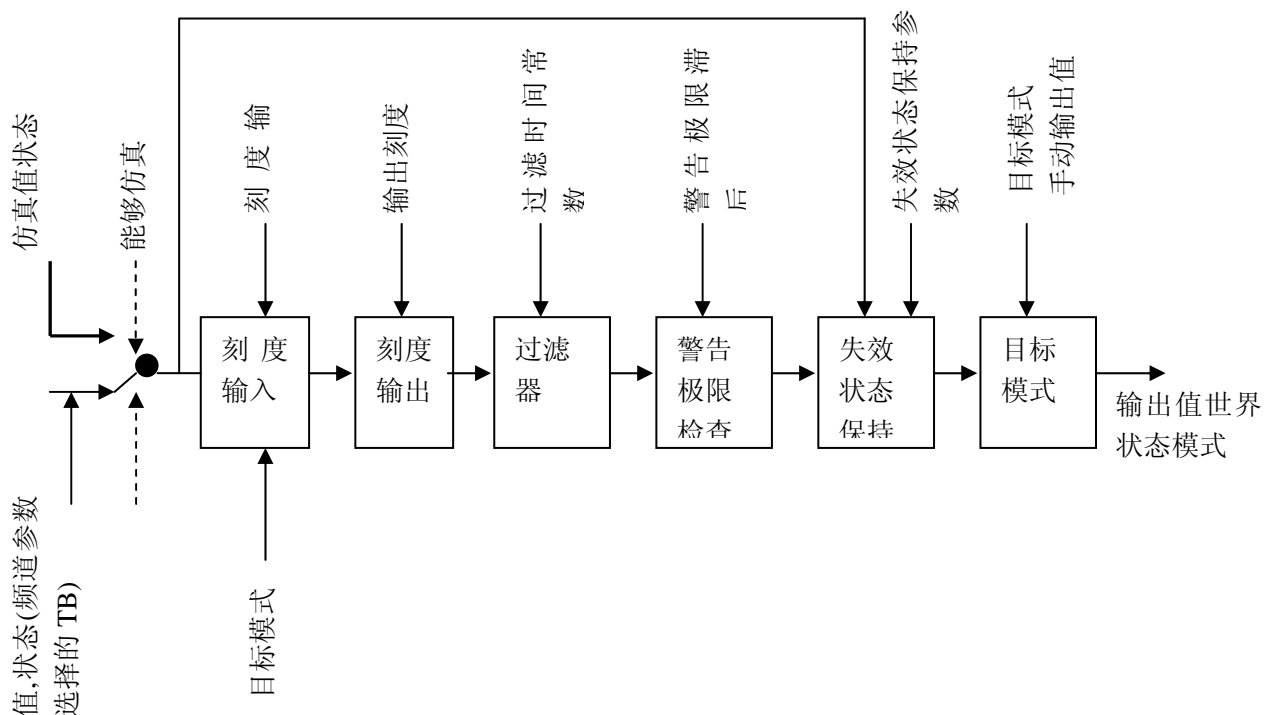 仿真值状态
能够仿真
刻 度 输
输出刻度
过 滤 时 间 常
数
警 告 极 限 滞
后
失效状态保持参
数
目标模式
手动输出值
刻 度
输入
刻度
输出
过滤
器
警告
极限
检查
失效
状态
保持
目标
模式
输出值世界
状态模式
值,状态(频道参数
选择的 TB)
目标模式